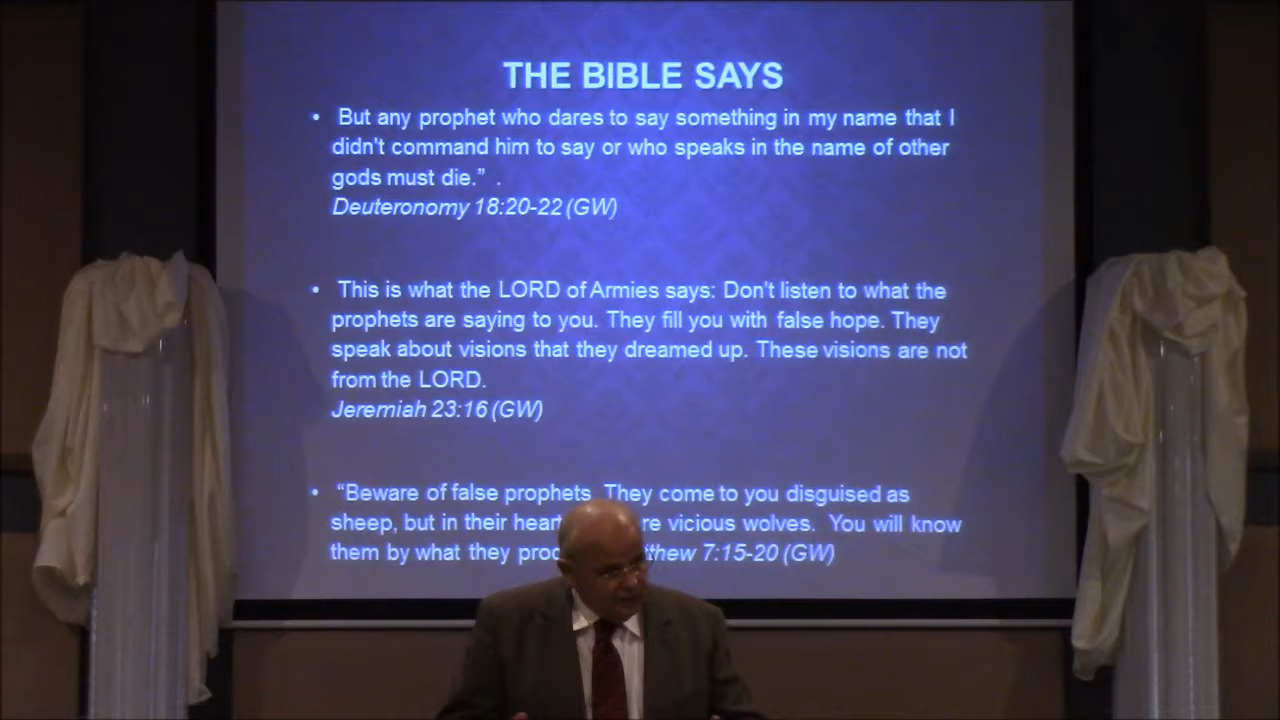 THE BIBLE SAYS
• But any prophet who dares to say something in my name that I
didn't command him to say or who speaks in the name of other
gods must die.” .
Deuteronomy 18:20-22 (GW)
• This is what the LORD of Armies says: Don't listen to what the
prophets are saying to you. They fill you with false hope. They
speak about visions that they dreamed up. These visions are not
from the LORD.
Jeremiah 23:16 (GW)
• “Beware of false prophets. They come to you disguised as
sheep, but in their vicious wolves. You will know
them by what they 7:15-20 (GW)